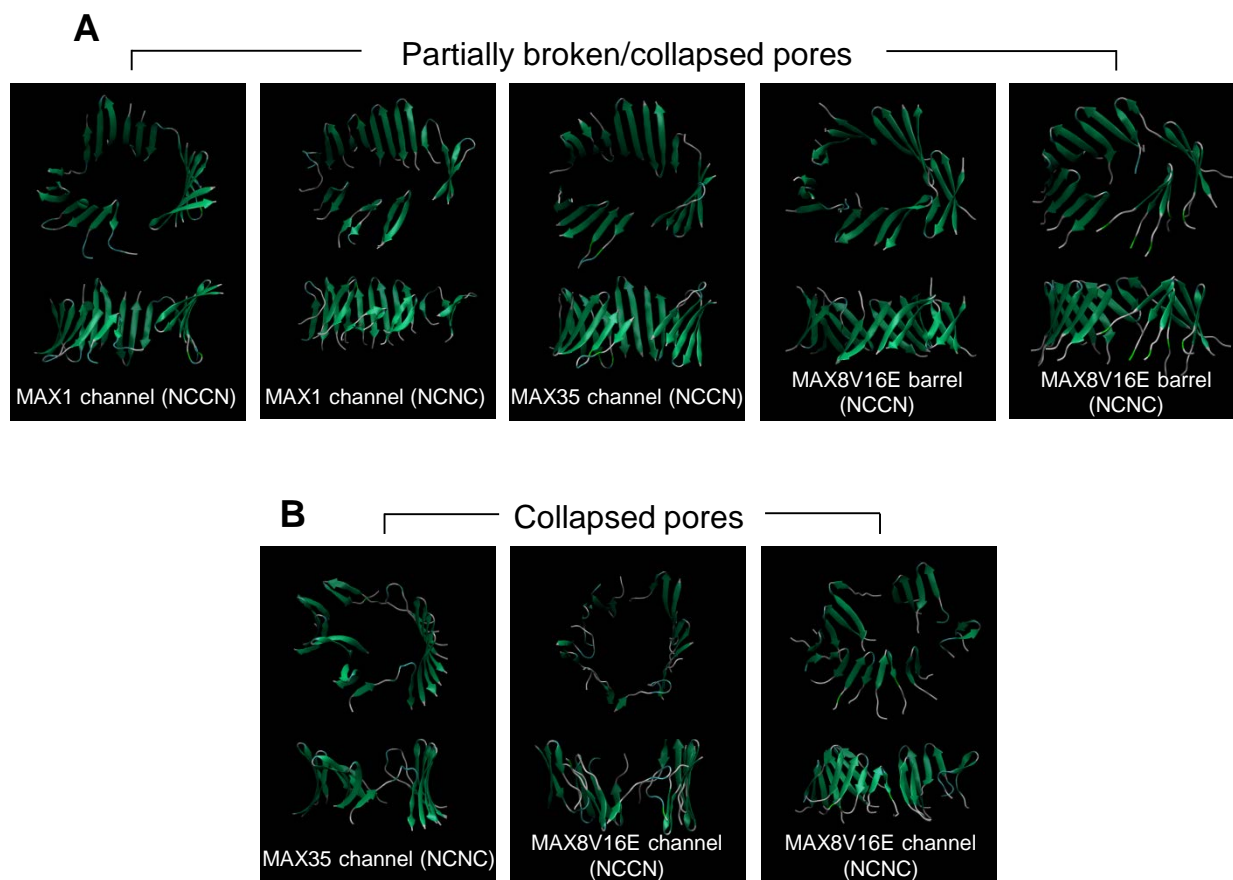 A
Partially broken/collapsed pores
MAX1 channel (NCCN)
MAX1 channel (NCNC)
MAX35 channel (NCCN)
MAX8V16E barrel
(NCCN)
MAX8V16E barrel
(NCNC)
B
Collapsed pores
MAX35 channel (NCNC)
MAX8V16E channel
(NCCN)
MAX8V16E channel
(NCNC)